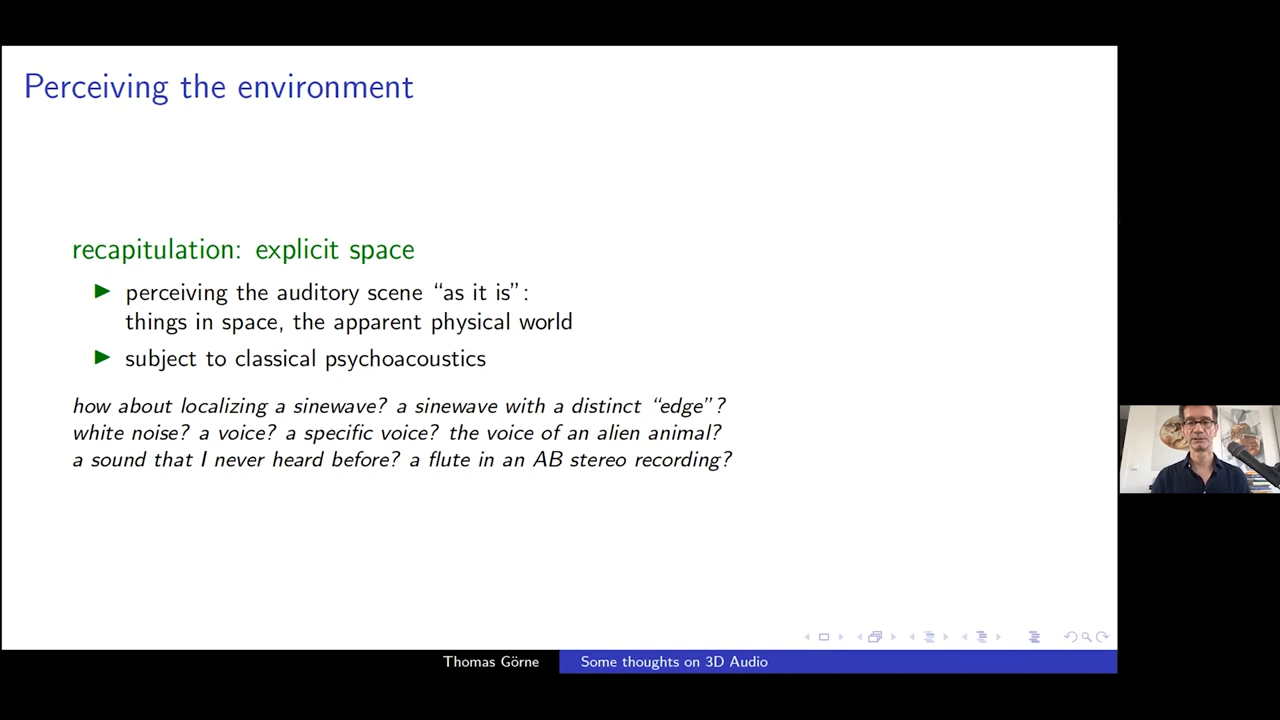 Perceiving the environment
recapitulation: explicit space
perceiving the auditory scene “as it is”:
things in space, the apparent physical world
subject to classical psychoacoustics
how about localizing a sinewave? a sinewave with a distinct “edge”?
white noise? a voice? a specific voice? the voice of an alien animal?
a sound that I never heard before? a flute in an AB stereo recording?
Thomas Görne
Some thoughts on 3D Audio